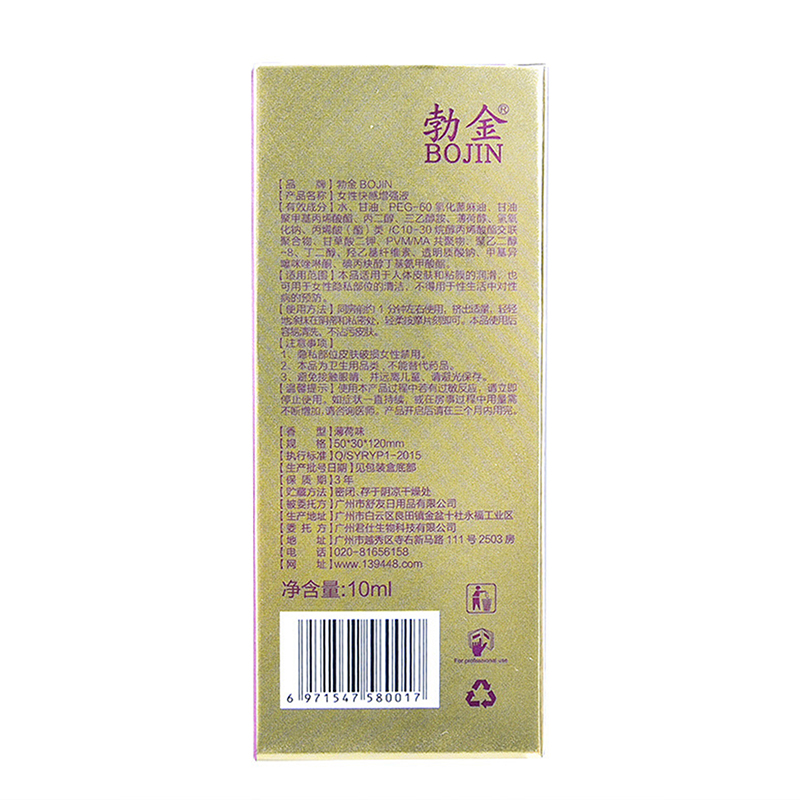 勃金®
BOJIN
【品 牌】勃金 BOJIN
【产品名称】女性快感增强液
【有效成分】水、甘油、PEG-60 氢化蓖麻油、甘油
聚甲基丙烯酸酯、丙二醇、三乙醇胺、薄荷醇、氢氧
化钠、丙烯酸（酯）类 /C10-30 烷醇丙烯酸酯交联
聚合物、甘草酸二钾、PVM/MA 共聚物、聚乙二醇
-8、丁二醇、羟乙基纤维素、透明质酸钠、甲基异
噻唑啉酮、碘丙炔醇丁基氨甲酸酯。
【适用范围】本品适用于人体皮肤和粘膜的润滑，也
可用于女性隐私部位的清洁，不得用于性生活中对性
病的预防。
【使用方法】同房前约 1 分钟左右使用，挤出适量，轻轻
地涂抹在阴蒂和私密处，轻柔按摩片刻即可。本品使用后
容易清洗、不沾污皮肤。
【注意事项】
1、隐私部位皮肤破损女性禁用。
2、本品为卫生用品类，不能替代药品。
3、避免接触眼睛，并远离儿童，请避光保存。
【温馨提示】使用本产品过程中若有过敏反应，请立即
停止使用。如症状一直持续，或在房事过程中用量需
不断增加，请咨询医师。产品开启后请在三个月内用完。
【香 型】薄荷味
【规 格】50*30*120mm
【执行标准】Q/SYRYP1-2015
【生产批号日期】见包装盒底部
【保 质 期】3 年
【贮藏方法】密闭、存于阴凉干燥处
【被委托方】广州市舒友日用品有限公司
【生产地址】广州市白云区良田镇金盆十社永福工业区
【委 托 方】广州君仕生物科技有限公司
【地 址】广州市越秀区寺右新马路 111 号 2503 房
【电 话】020-81656158
【网 址】www.139448.com
净含量:10ml
For professional use
6 971547 580017